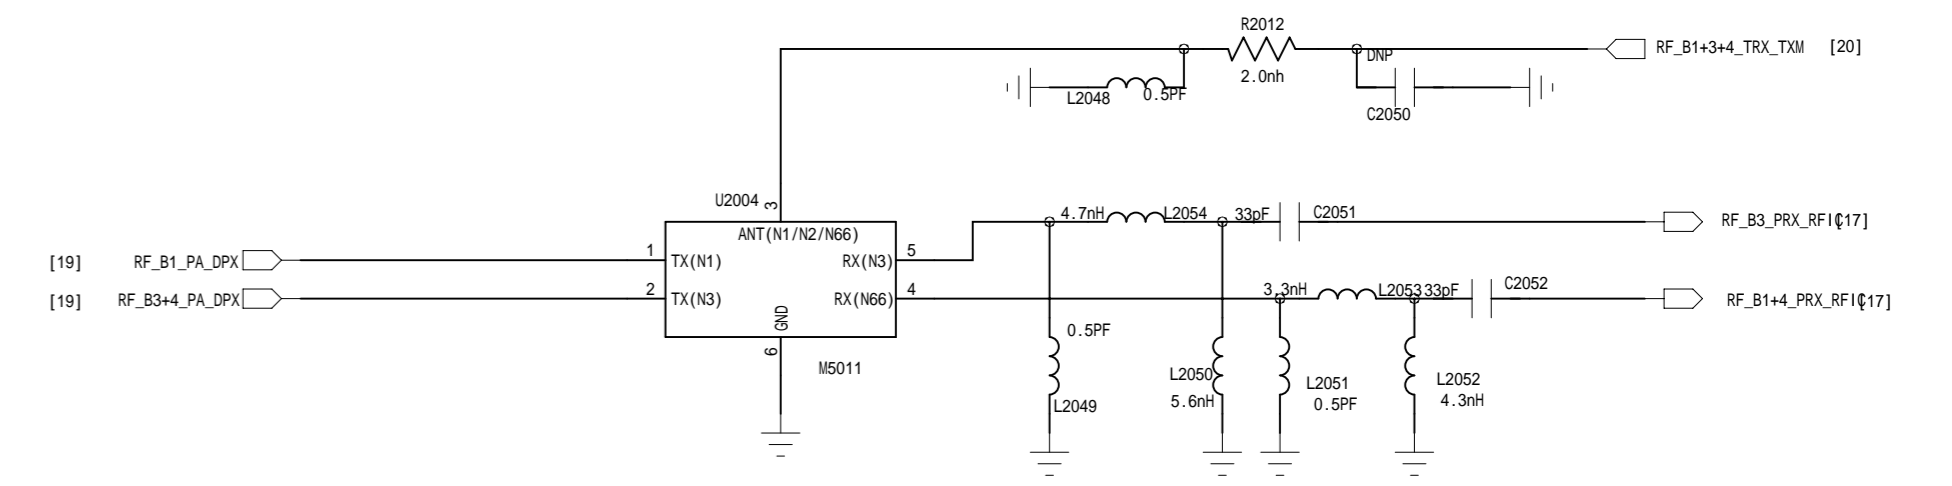 R2012
RF_B1+3+4_TRX_TXM [20]
DNP
2.0nh
L2048 0.5PF
C2050
U2004 3
4.7nH L2054 33pF C2051
RF_B3_PRX_RFIC[17]
ANT(N1/N2/N66)
[19] RF_B1_PA_DPX 1 TX(N1) RX(N3) 5
[19] RF_B3+4_PA_DPX 2 TX(N3) RX(N66) 4
3.3nH L2053 33pF C2052
RF_B1+4_PRX_RFIC[17]
GND
6
M5011
0.5PF
L2049
L2050
5.6nH
L2051
0.5PF
L2052
4.3nH